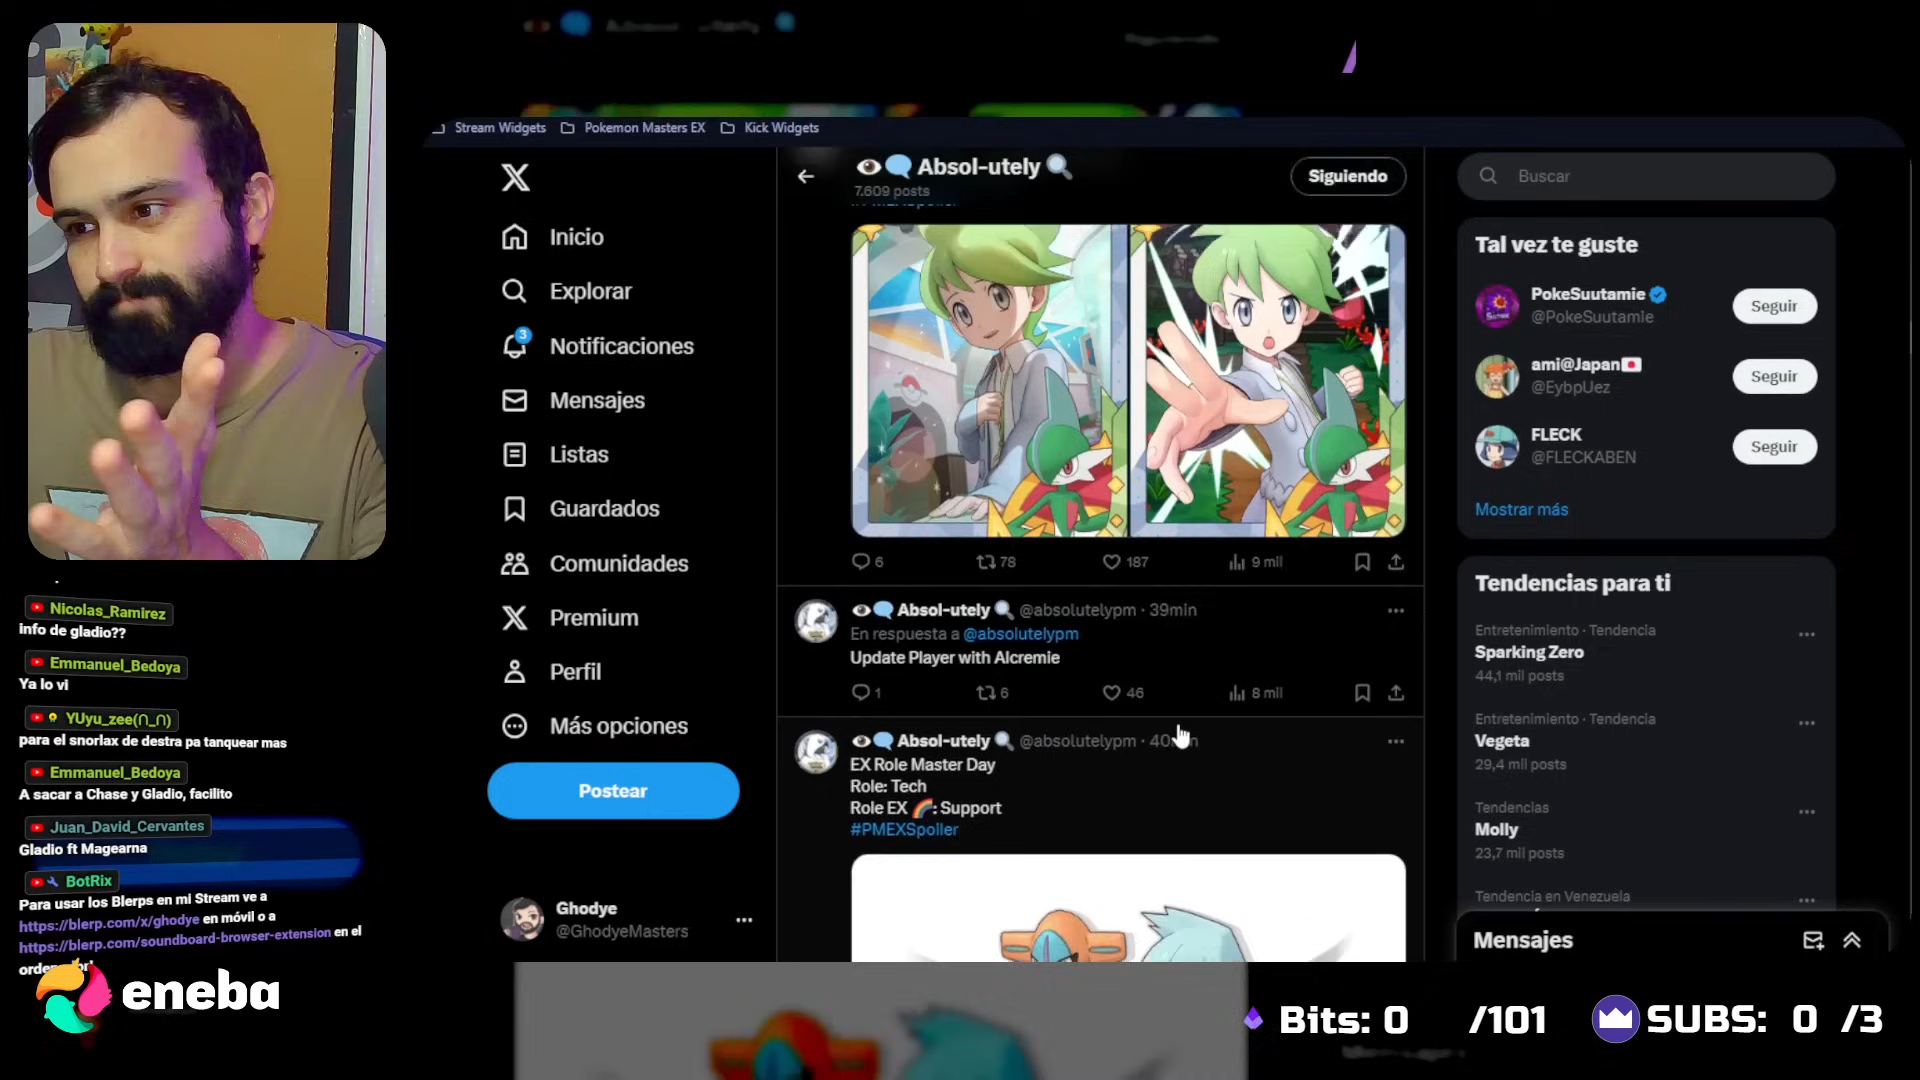 Stream Widgets
Pokemon Masters EX
Kick Widgets
Absol-utely
7.609 posts
Siguiendo
Buscar
Inicio
Explorar
3
Notificaciones
Mensajes
Listas
Guardados
Comunidades
Premium
Perfil
Más opciones
Postear
Ghodye
@GhodyeMasters
6
78
187
9 mil
Absol-utely @absolutelypm · 39min
En respuesta a @absolutelypm
Update Player with Alcremie
1
6
46
8 mil
Absol-utely @absolutelypm · 40min
EX Role Master Day
Role: Tech
Role EX 🌈: Support
#PMEXSpoiler
Tal vez te guste
PokeSuutamie
@PokeSuutamie
Seguir
ami@Japan
@EybpUez
Seguir
FLECK
@FLECKABEN
Seguir
Mostrar más
Tendencias para ti
Entretenimiento · Tendencia
Sparking Zero
44,1 mil posts
Entretenimiento · Tendencia
Vegeta
29,4 mil posts
Tendencias
Molly
23,7 mil posts
Tendencia en Venezuela
Mensajes
Nicolas_Ramirez
info de gladio??
Emmanuel_Bedoya
Ya lo vi
YUyu_zee(∩_∩)
para el snorlax de destra pa tanquear mas
Emmanuel_Bedoya
A sacar a Chase y Gladio, facilito
Juan_David_Cervantes
Gladio ft Magearna
BotRix
Para usar los Blerps en mi Stream ve a
https://blerp.com/x/ghodye en móvil o a
https://blerp.com/soundboard-browser-extension en el
eneba
Bits: 0 /101
SUBS: 0 /3